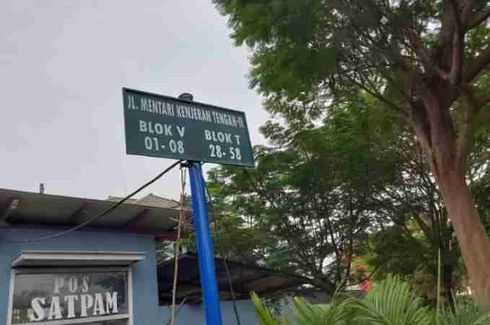 JL. MENTARI KENJERAN TENGAH-II
BLOK V BLOK T
01-08 28-58
POS
SATPAM